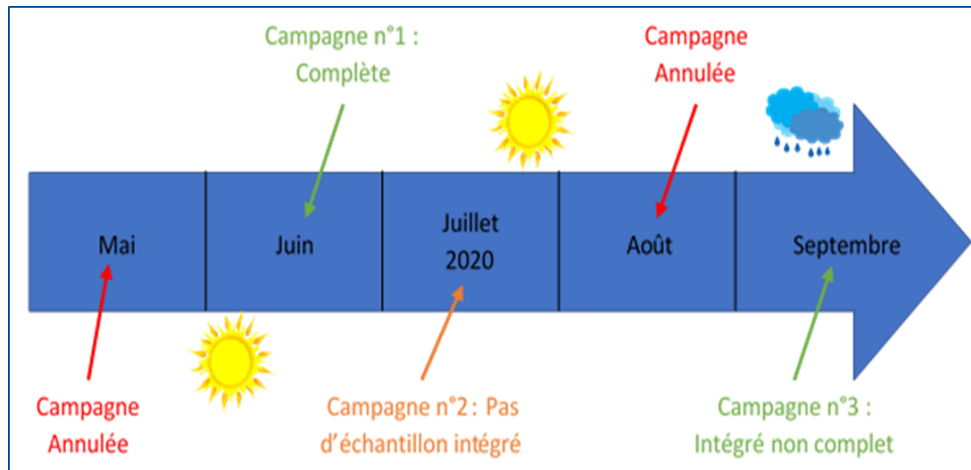 Campagne n°1 :
Complète
Campagne
Annulée
Mai
Juin
Juillet
2020
Août
Septembre
Campagne
Annulée
Campagne n°2 : Pas
d'échantillon intégré
Campagne n°3 :
Intégré non complet